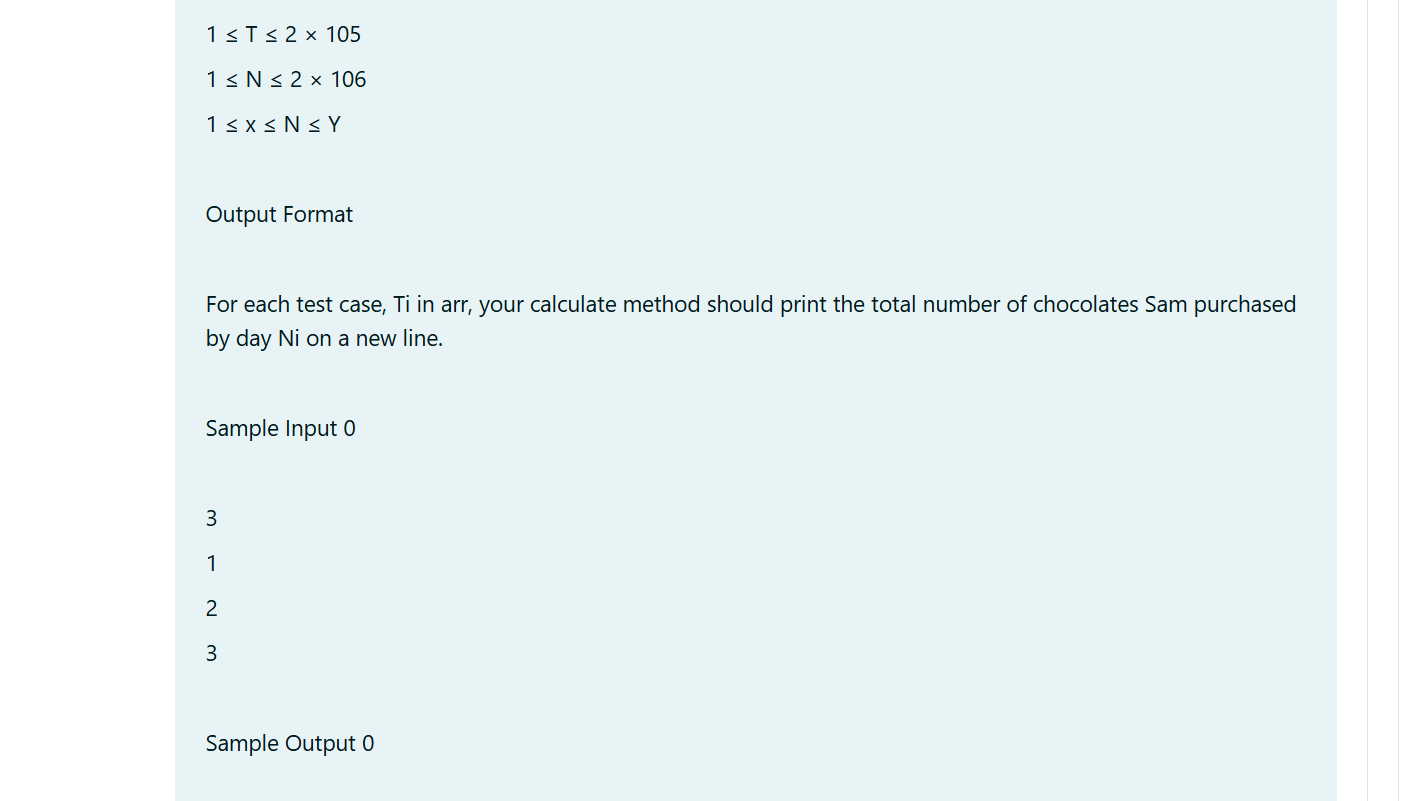 1 ≤ T ≤ 2 × 105
1 ≤ N ≤ 2 × 106
1 ≤ x ≤ N ≤ Y
Output Format
For each test case, Ti in arr, your calculate method should print the total number of chocolates Sam purchased
by day Ni on a new line.
Sample Input 0
3
1
2
3
Sample Output 0